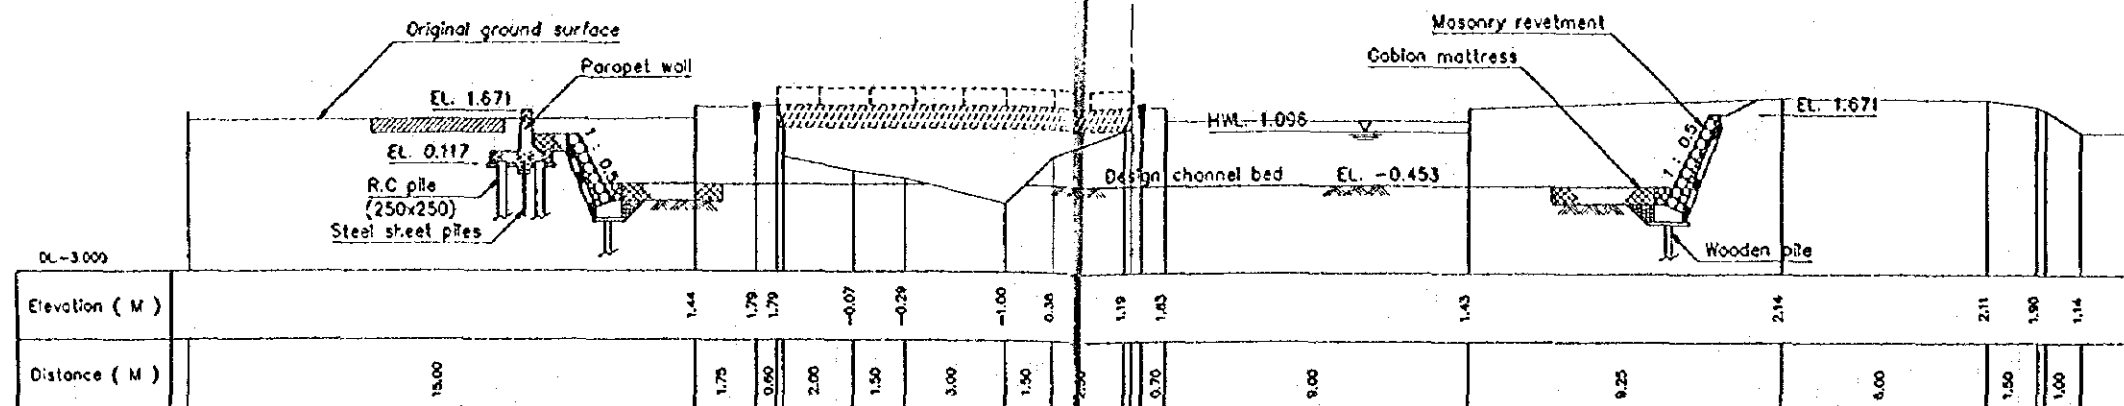 Original ground surface
Masonry revetment
Parapet wall
Gabion mattress
EL. 1.671
EL. 1.671
HWL. 1.096
1 : 0.5
1 : 0.5
EL. 0.117
R.C pile
(250x250)
Design channel bed
EL. -0.453
Steel sheet piles
Wooden pile
DL-3.000
Elevation ( M ) 1.44 1.79 1.79 -0.07 -0.29 -1.00 0.36 1.19 1.83 1.43 2.14 2.11 1.90 1.14
Distance ( M ) 15.00 1.75 0.60 2.00 1.50 3.00 1.50 0.70 9.00 9.25 6.00 1.50 1.00